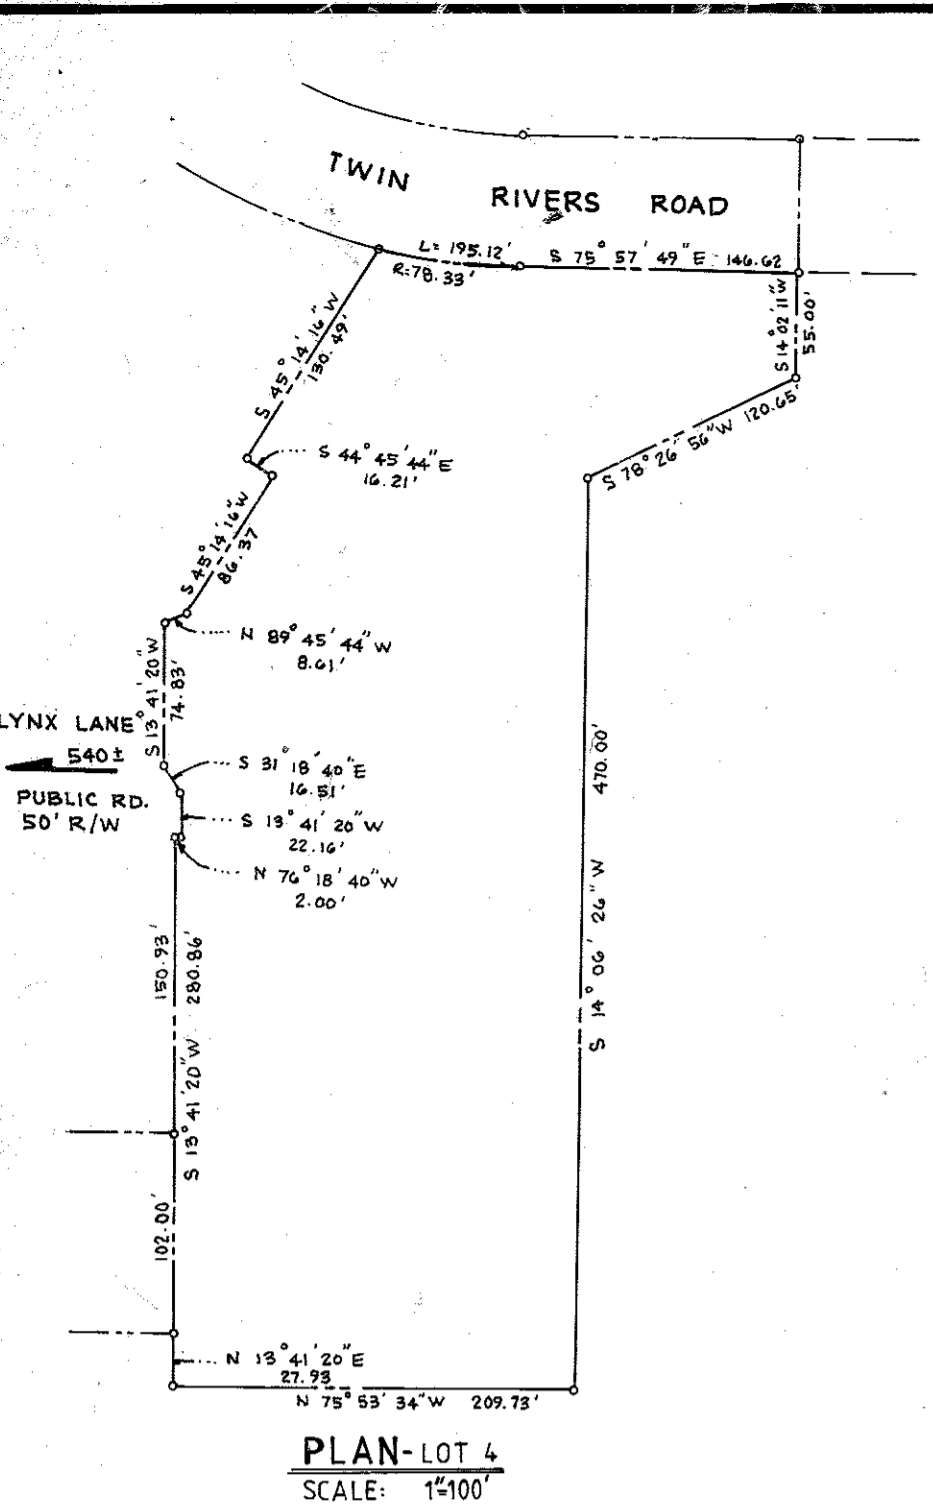 TWIN RIVERS ROAD
L= 195.12'
R=78.33'
S 75° 57' 49" E 146.62
S 14° 02' 11" W
55.00'
S 45° 14' 16" W
130.49'
S 78° 26' 56" W 120.65'
S 44° 45' 44" E
16.21'
S 45° 14' 16" W
86.37
N 89° 45' 44" W
8.61'
S 13° 41' 20" W
74.83'
LYNX LANE
540±
PUBLIC RD.
50' R/W
S 31° 18' 40" E
16.51'
S 13° 41' 20" W
22.16'
N 76° 18' 40" W
2.00'
470.00'
S 14° 06' 26" W
150.93'
280.86'
S 13° 41' 20" W
102.00'
N 13° 41' 20" E
27.93
N 75° 53' 34" W 209.73'
PLAN- LOT 4
SCALE: 1"=100'